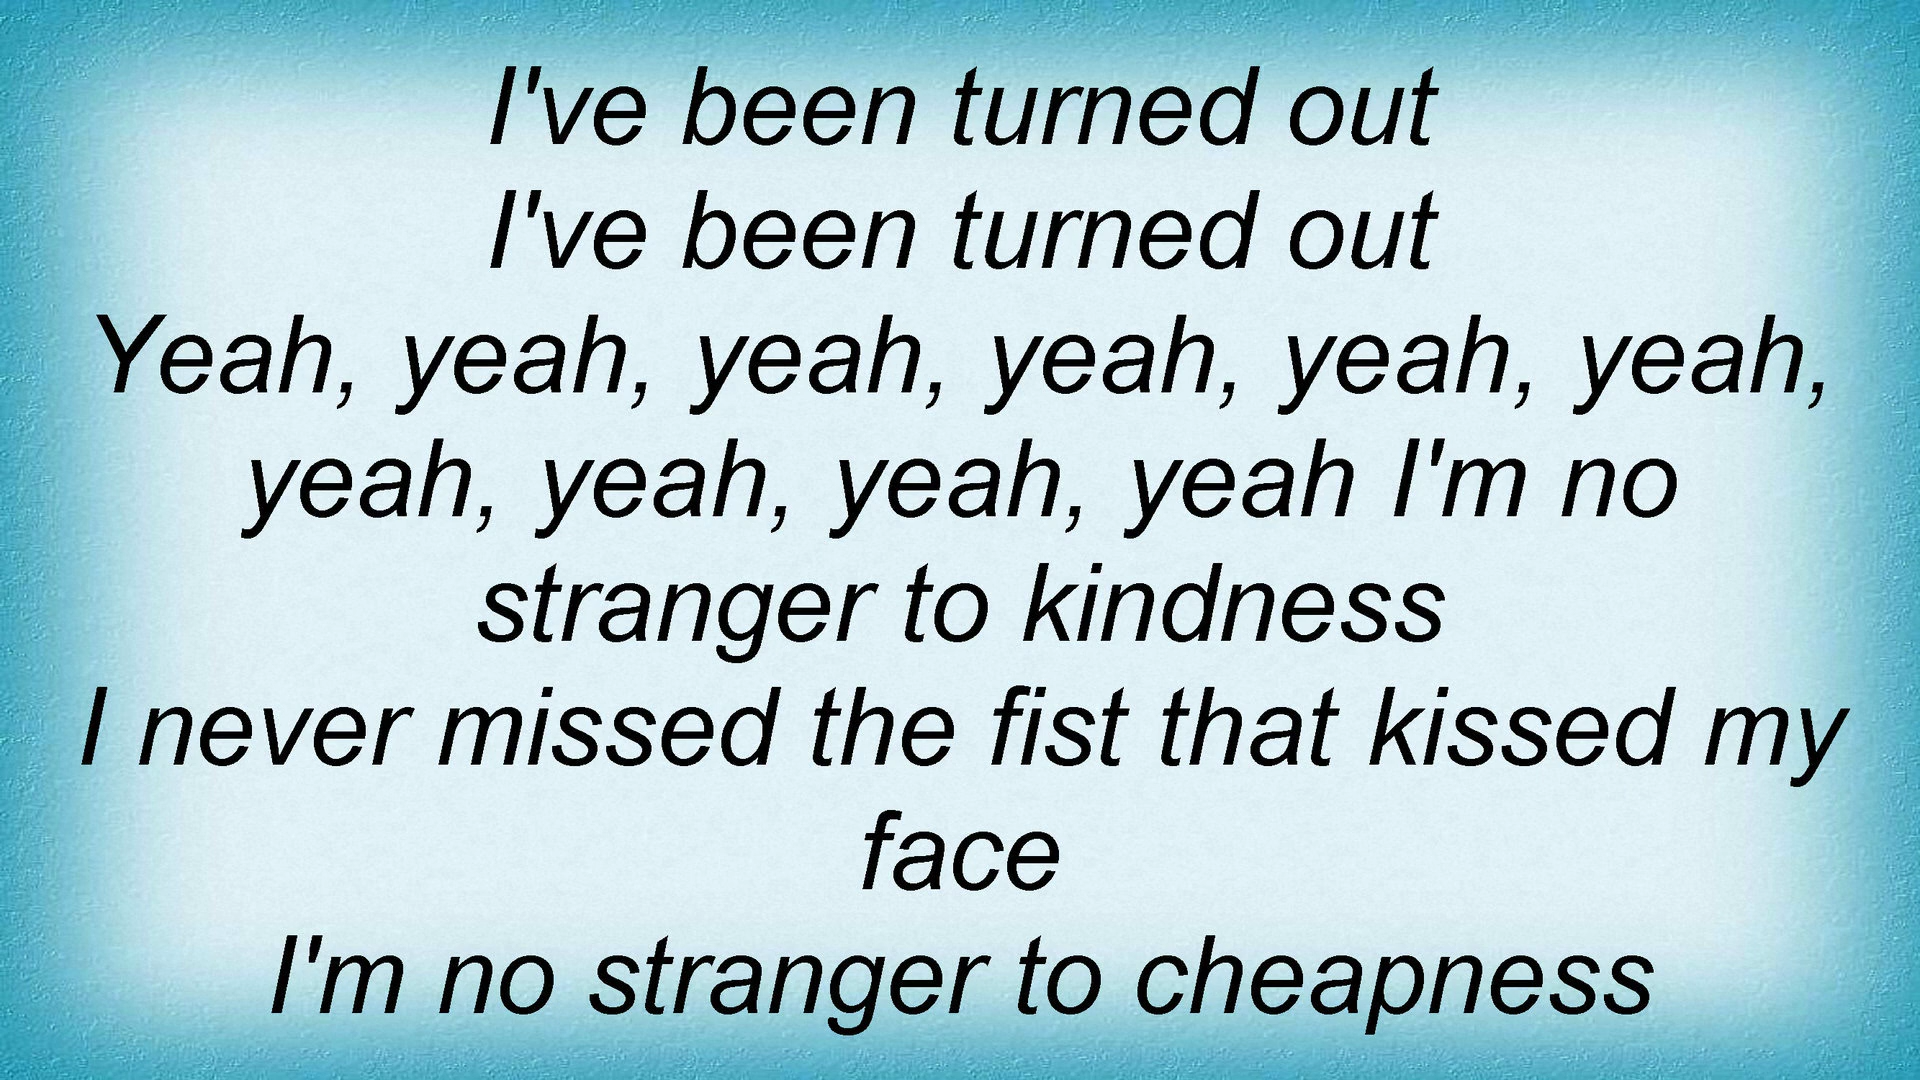 I've been turned out
I've been turned out
Yeah, yeah, yeah, yeah, yeah, yeah,
yeah, yeah, yeah, yeah I'm no
stranger to kindness
I never missed the fist that kissed my
face
I'm no stranger to cheapness